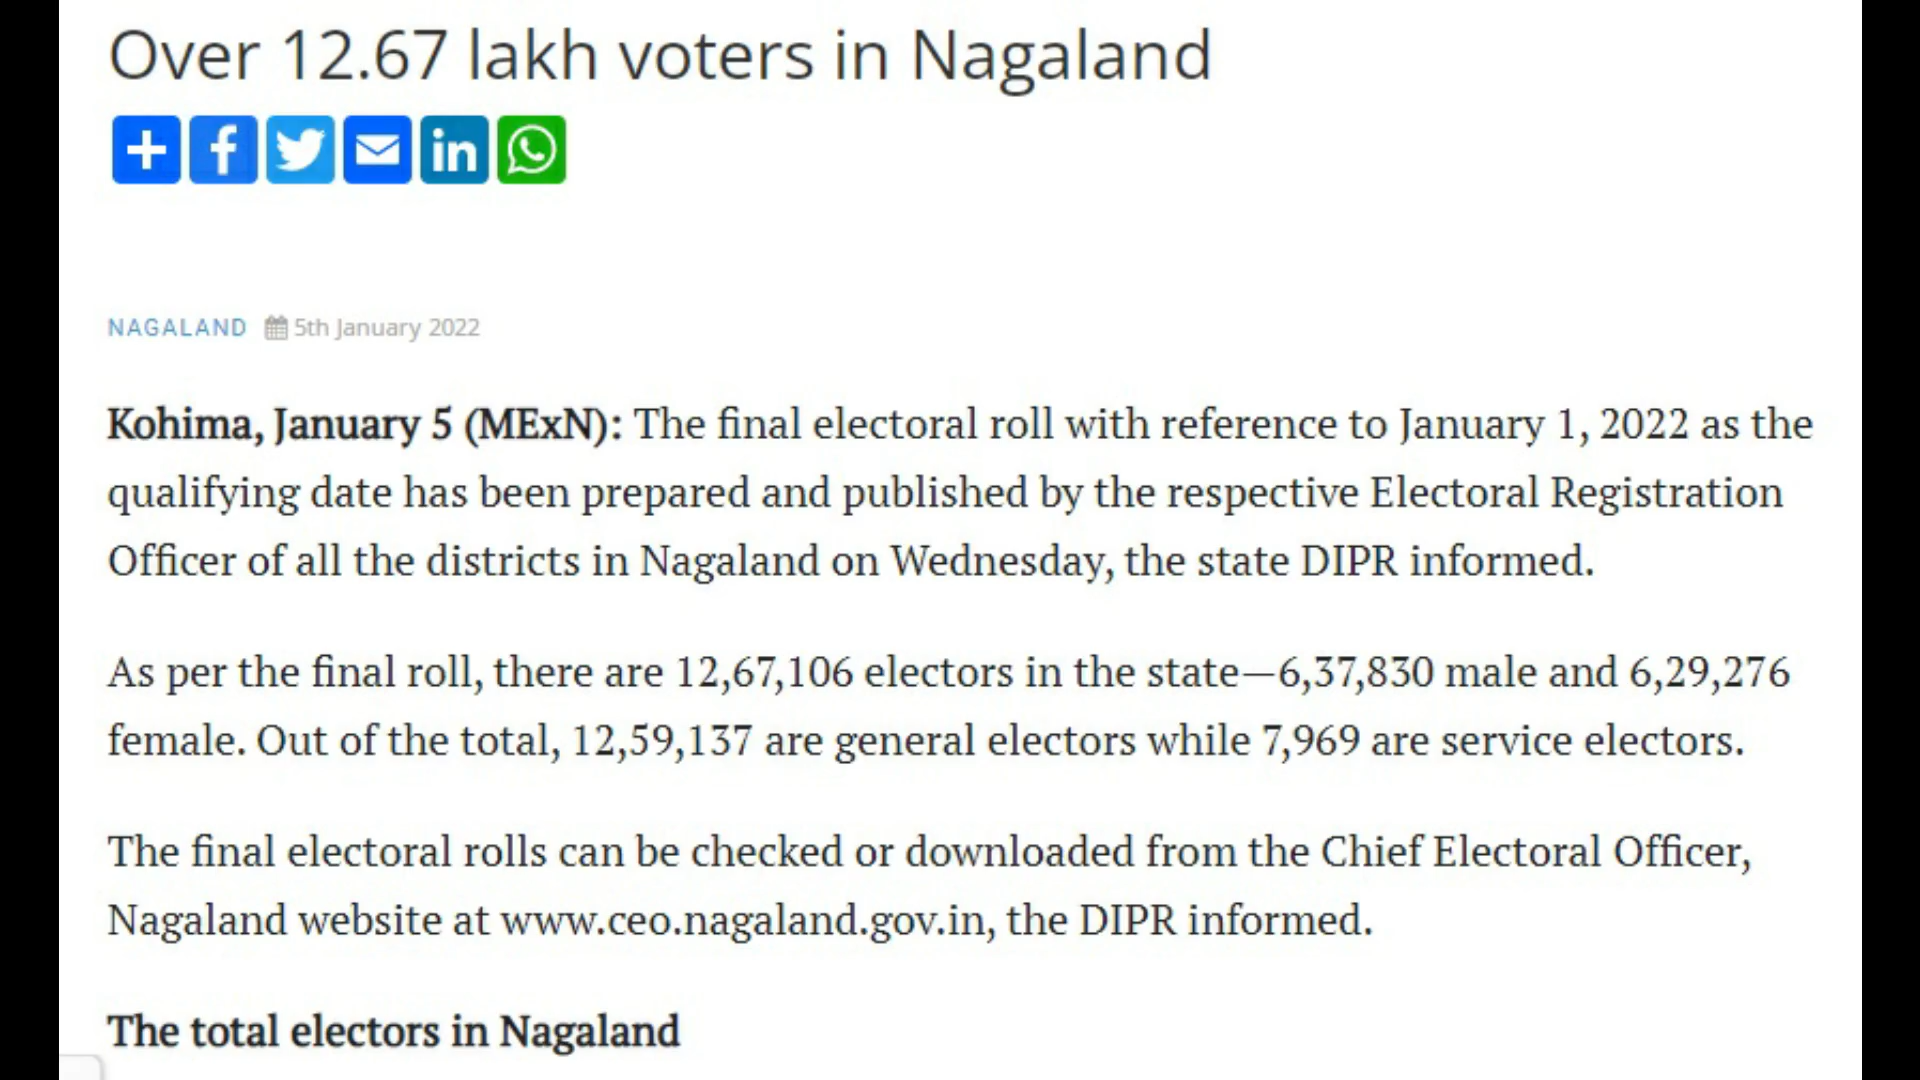 Over 12.67 lakh voters in Nagaland
NAGALAND 5th January 2022
Kohima, January 5 (MExN): The final electoral roll with reference to January 1, 2022 as the
qualifying date has been prepared and published by the respective Electoral Registration
Officer of all the districts in Nagaland on Wednesday, the state DIPR informed.
As per the final roll, there are 12,67,106 electors in the state—6,37,830 male and 6,29,276
female. Out of the total, 12,59,137 are general electors while 7,969 are service electors.
The final electoral rolls can be checked or downloaded from the Chief Electoral Officer,
Nagaland website at www.ceo.nagaland.gov.in, the DIPR informed.
The total electors in Nagaland